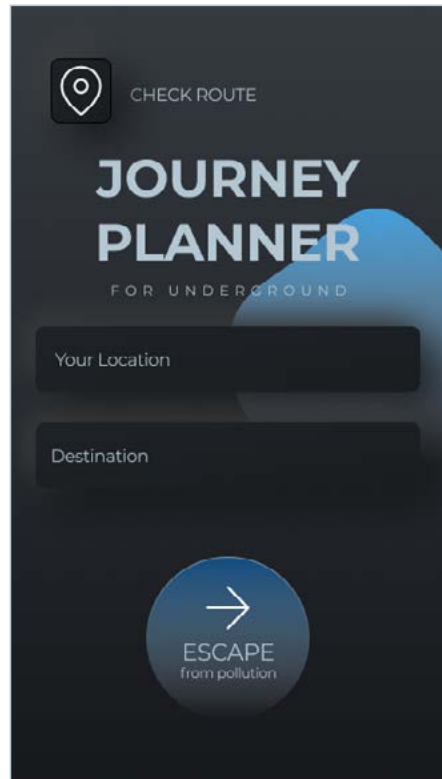 CHECK ROUTE
JOURNEY
PLANNER
FOR UNDERGROUND
Your Location
Destination
ESCAPE
from pollution